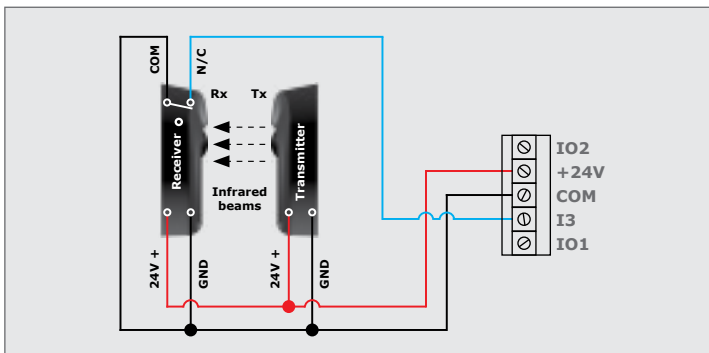 COM
N/C
Rx
Tx
Receiver
Transmitter
Infrared
beams
24V +
GND
24V +
GND
IO2
+24V
COM
I3
IO1